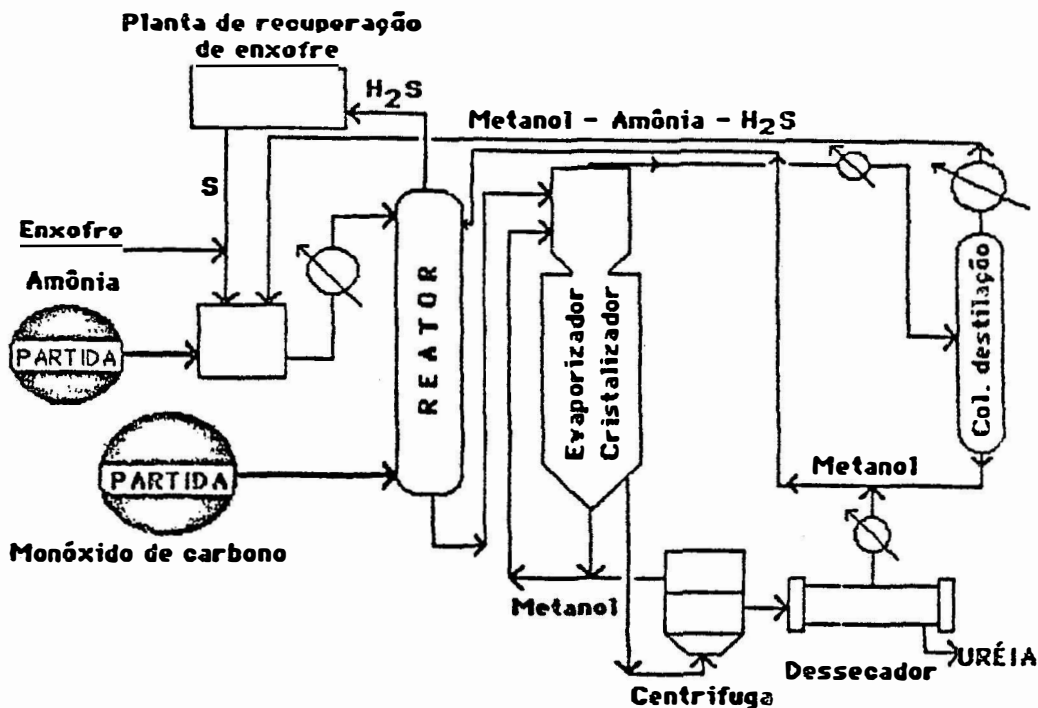 Planta de recuperação
de enxofre
H2S
Metanol - Amônia - H2S
S
Enxofre
Amônia
PARTIDA
REATOR
Evaporizador
Cristalizador
Col. destilação
PARTIDA
Metanol
Monóxido de carbono
Metanol
URÉIA
Dessecador
Centrifuga